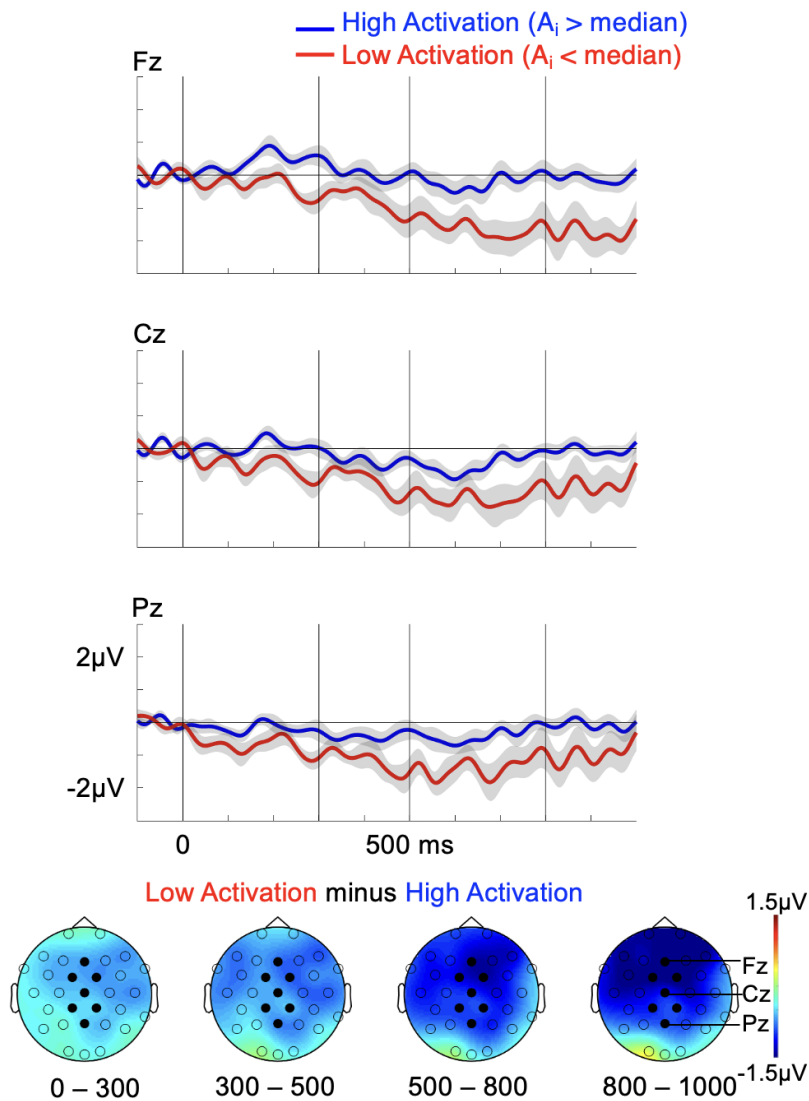 High Activation (Ai > median)
Low Activation (Ai < median)
Fz
Cz
Pz
2µV
-2µV
0 500 ms
Low Activation minus High Activation
1.5µV
Fz
Cz
Pz
-1.5µV
0 – 300 300 – 500 500 – 800 800 – 1000